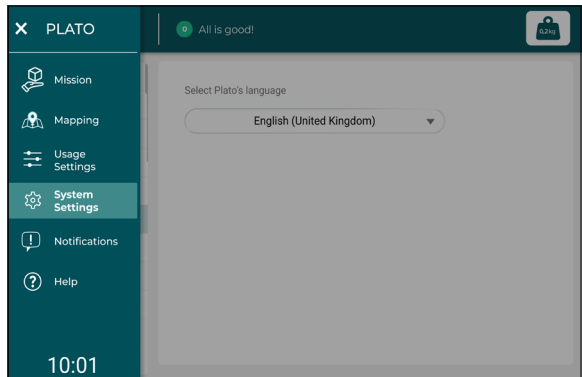 PLATO
0 All is good!
0,2kg
Mission
Mapping
Usage
Settings
System
Settings
Notifications
Help
10:01
Select Plato's language
English (United Kingdom)